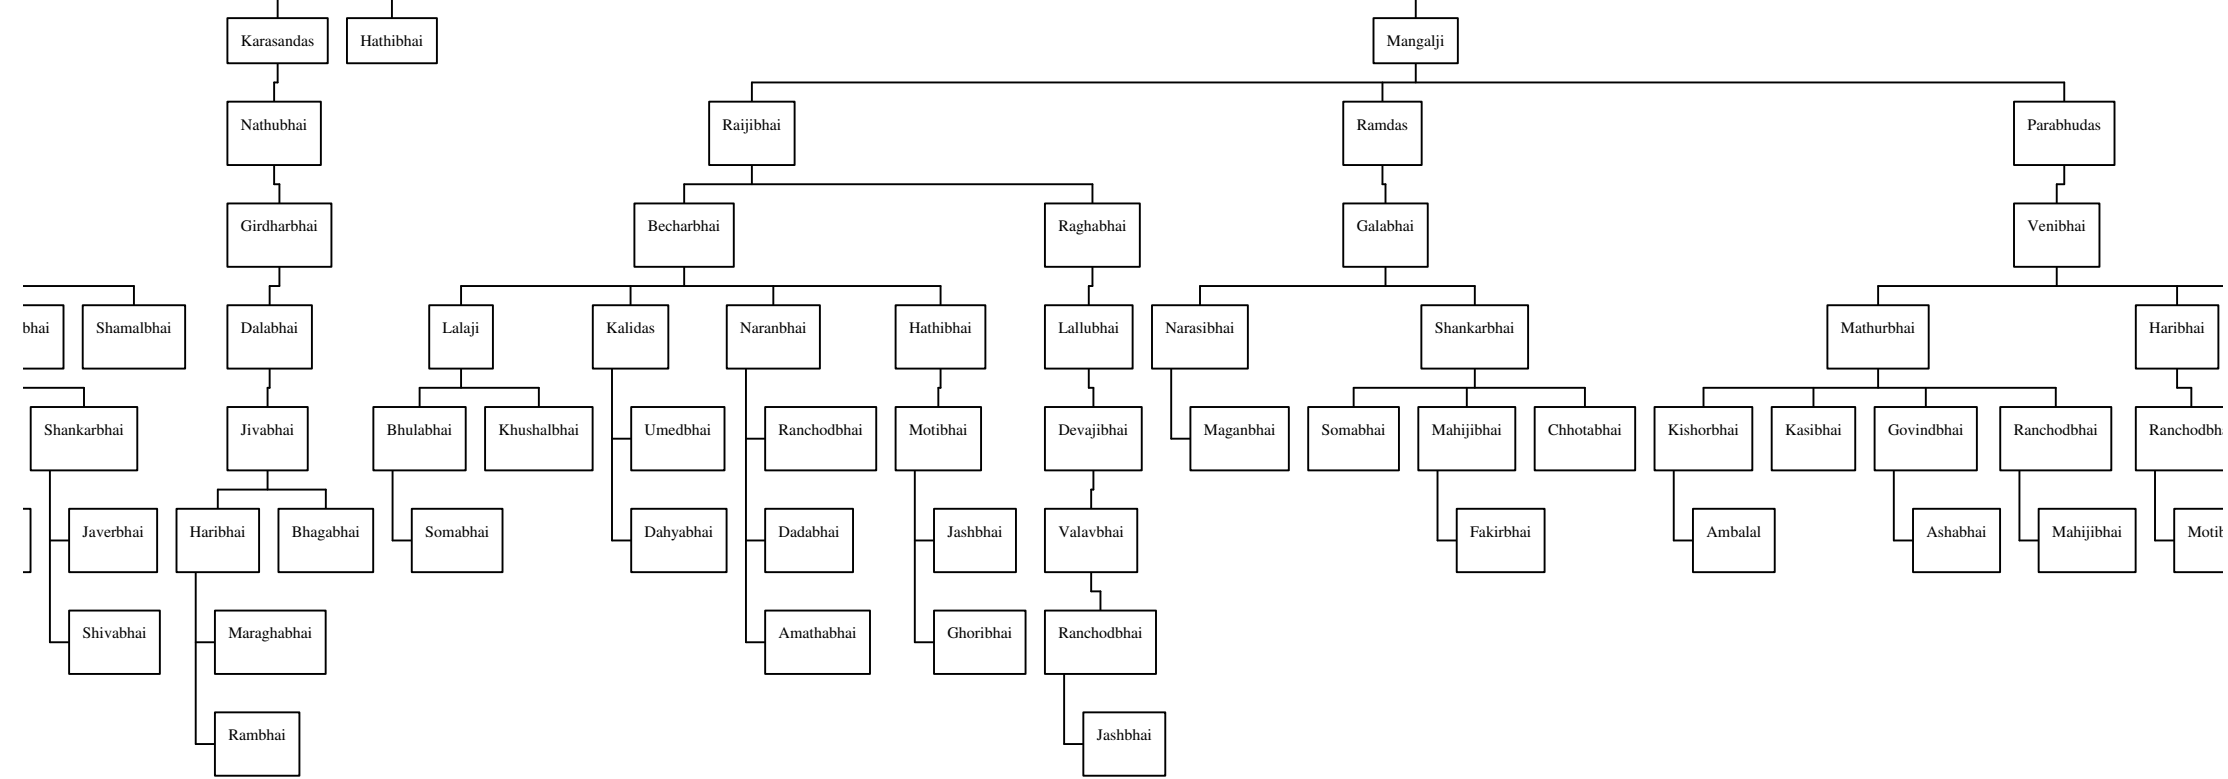 Karasandas
Hathibhai
Mangalji
Nathubhai
Raijibhai
Ramdas
Parabhudas
Girdharbhai
Becharbhai
Raghabhai
Galabhai
Venibhai
bhai
Shamalbhai
Dalabhai
Lalaji
Kalidas
Naranbhai
Hathibhai
Lallubhai
Narasibhai
Shankarbhai
Mathurbhai
Haribhai
Shankarbhai
Jivabhai
Bhulabhai
Khushalbhai
Umedbhai
Ranchodbhai
Motibhai
Devajibhai
Maganbhai
Somabhai
Mahijibhai
Chhotabhai
Kishorbhai
Kasibhai
Govindbhai
Ranchodbhai
Ranchodbh
Javerbhai
Haribhai
Bhagabhai
Somabhai
Dahyabhai
Dadabhai
Jashbhai
Valavbhai
Fakirbhai
Ambalal
Ashabhai
Mahijibhai
Motib
Shivabhai
Maraghabhai
Amathabhai
Ghoribhai
Ranchodbhai
Rambhai
Jashbhai